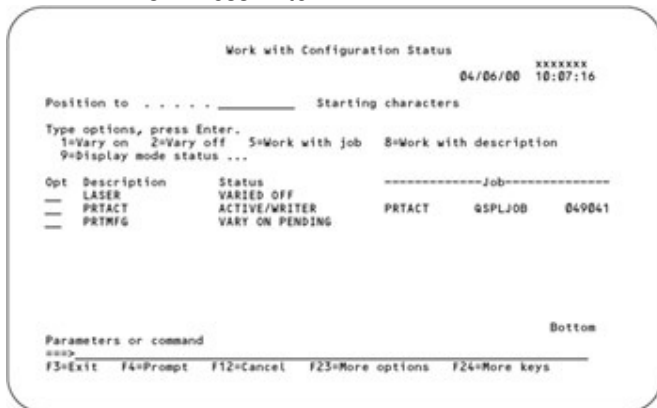 Work with Configuration Status
xxxxxxx
04/06/00 10:07:16
Position to . . . . . ________ Starting characters
Type options, press Enter.
1=Vary on 2=Vary off 5=Work with job 8=Work with description
9=Display mode status ...
Opt Description Status -------------Job--------------
__ LASER VARIED OFF
__ PRTACT ACTIVE/WRITER PRTACT QSPLJOB 049041
__ PRTMFG VARY ON PENDING
Bottom
Parameters or command
===>
F3=Exit F4=Prompt F12=Cancel F23=More options F24=More keys